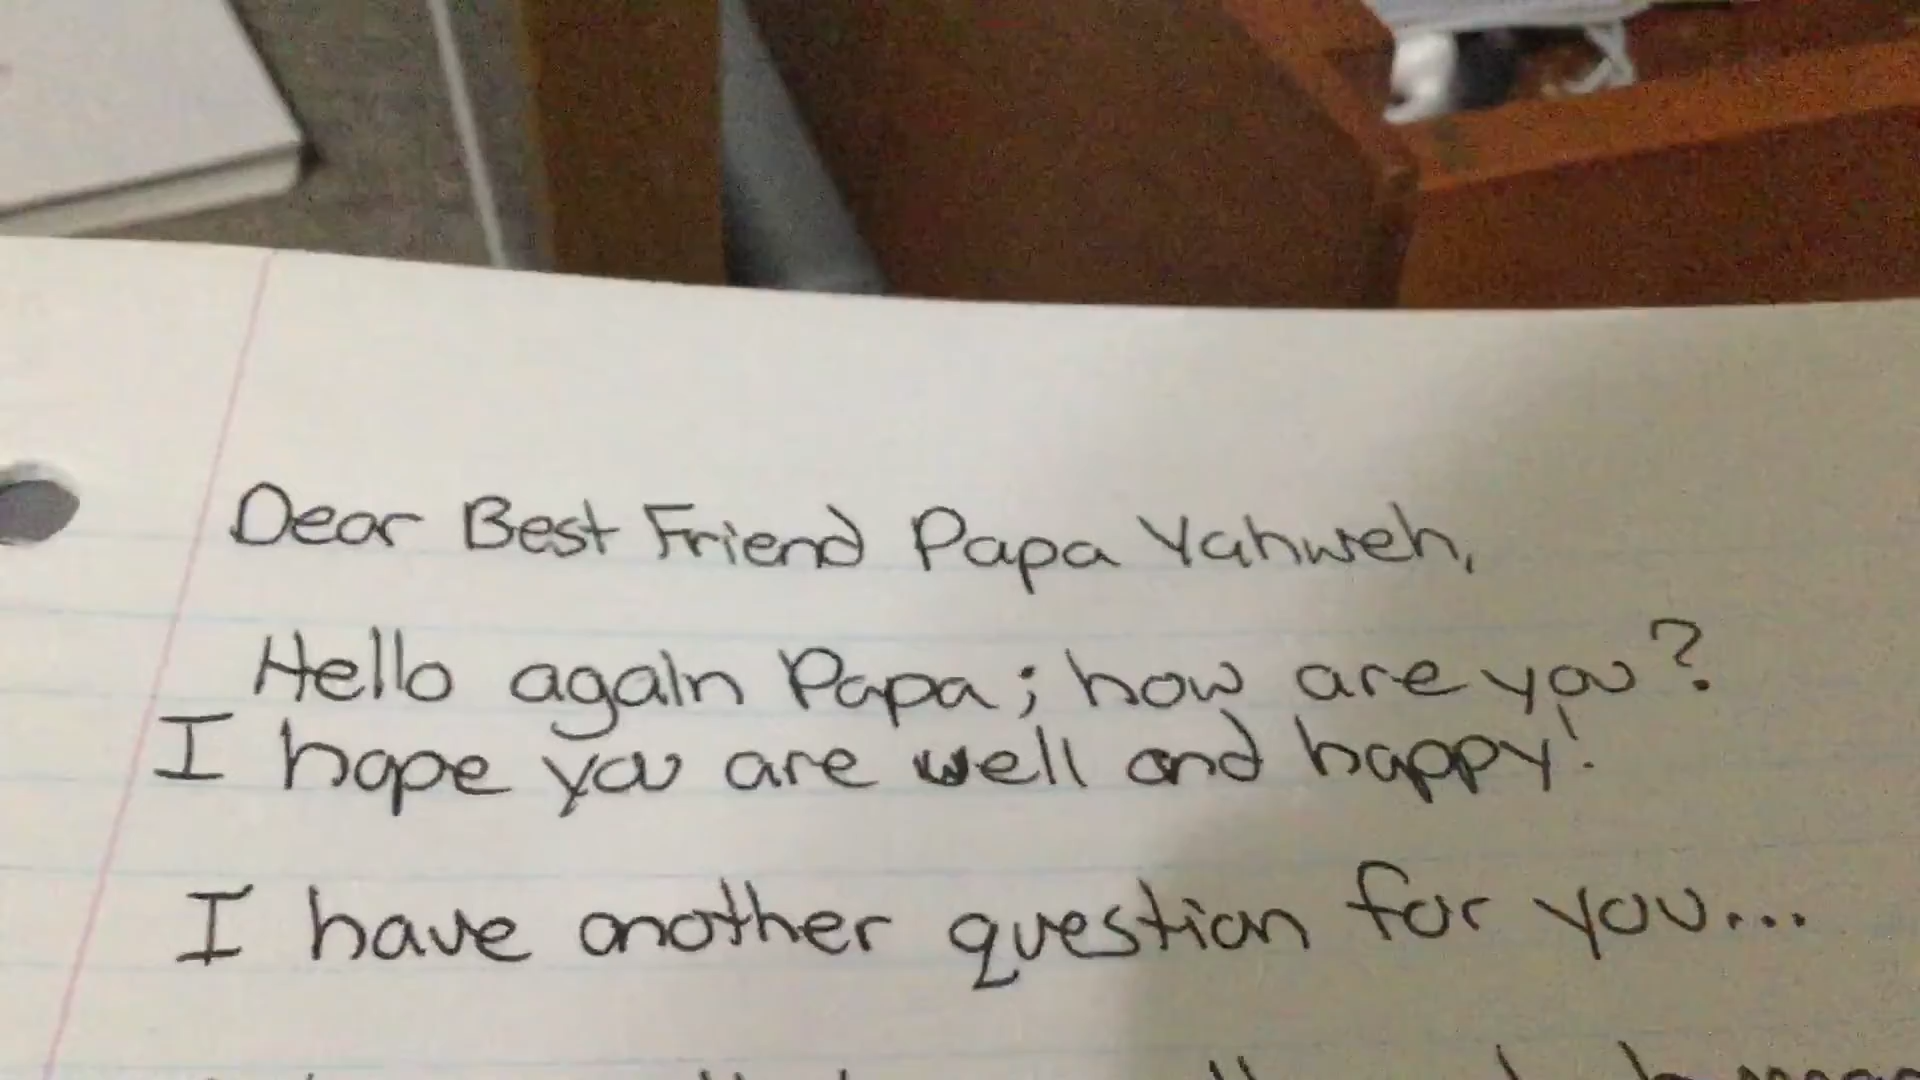 Dear Best Friend Papa Yahweh,
Hello again Papa; how are you?
I hope you are well and happy!
I have another question for you...